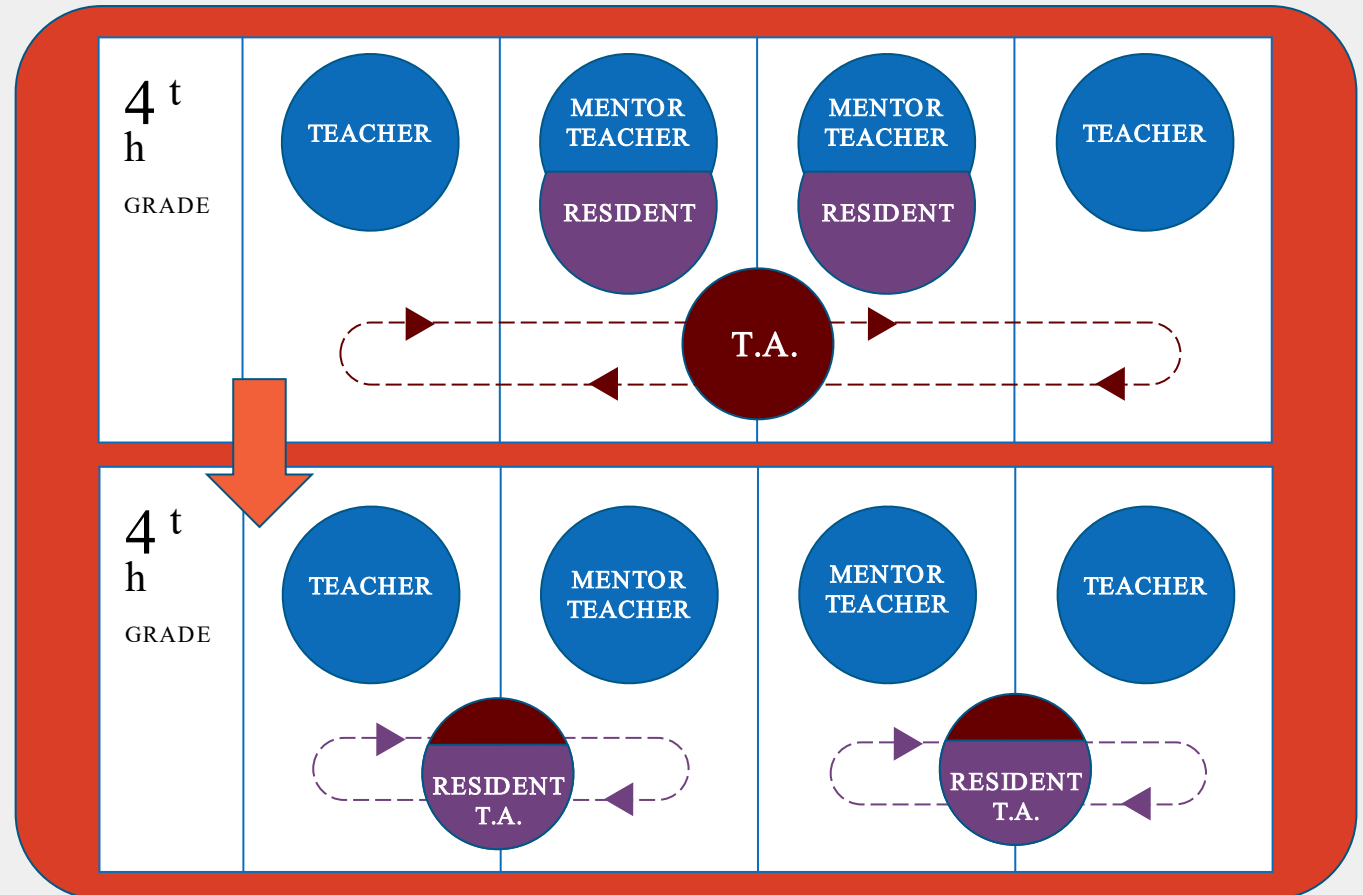 4 t
h
GRADE
TEACHER
MENTOR
TEACHER
RESIDENT
MENTOR
TEACHER
RESIDENT
TEACHER
T.A.
4 t
h
GRADE
TEACHER
MENTOR
TEACHER
MENTOR
TEACHER
TEACHER
RESIDENT
T.A.
RESIDENT
T.A.